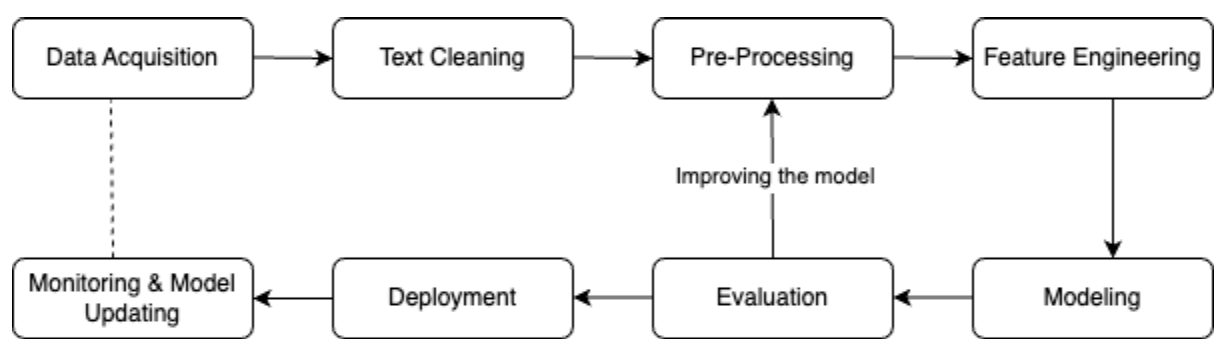 Data Acquisition
Text Cleaning
Pre-Processing
Feature Engineering
Improving the model
Monitoring & Model
Updating
Deployment
Evaluation
Modeling